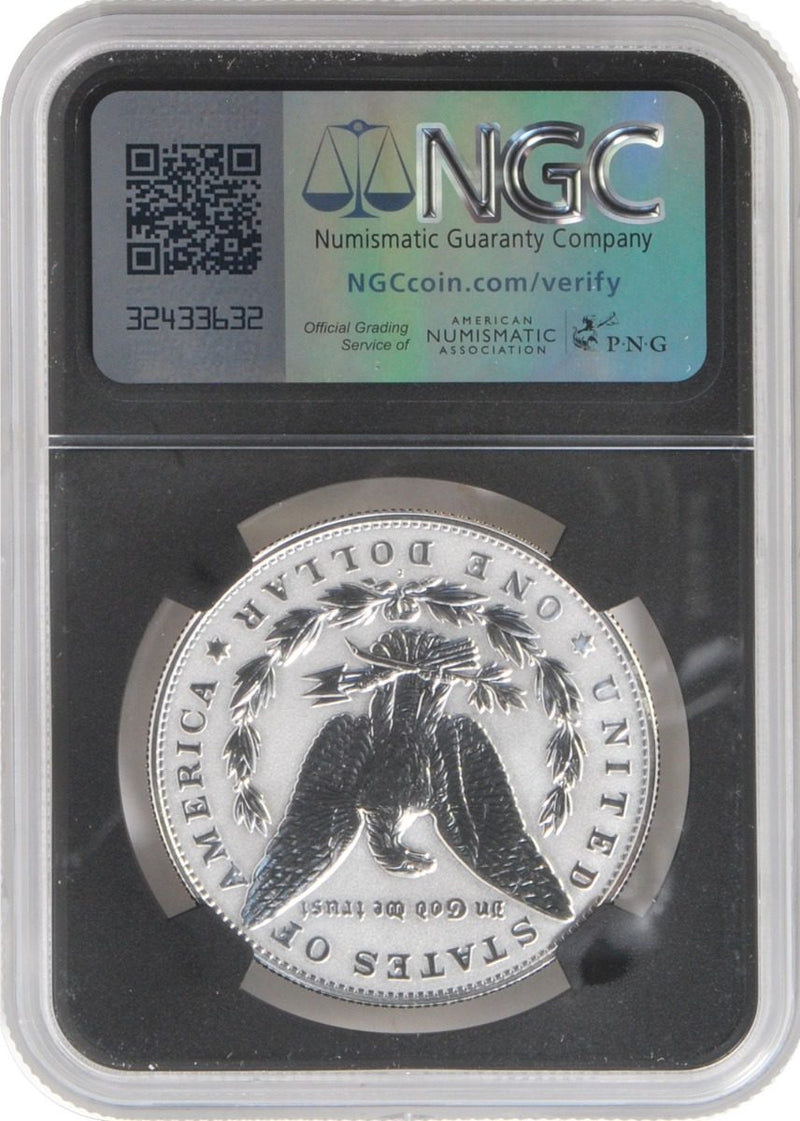 NGC
Numismatic Guaranty Company
NGCcoin.com/verify
32433632
Official Grading
Service of
AMERICAN
NUMISMATIC
ASSOCIATION
P·N·G
UNITED STATES OF AMERICA
ONE DOLLAR
In God we trust